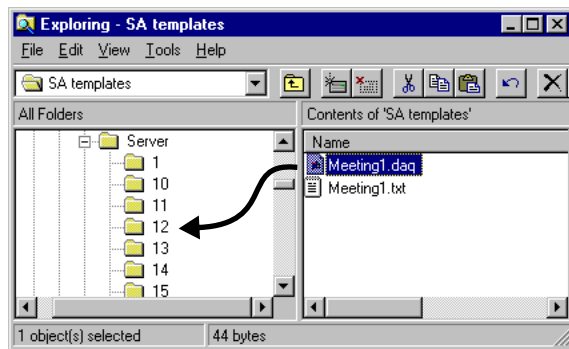 Exploring - SA templates
File Edit View Tools Help
SA templates
All Folders
Contents of 'SA templates'
Server
1
10
11
12
13
14
15
Name
Meeting1.daq
Meeting1.txt
1 object(s) selected
44 bytes